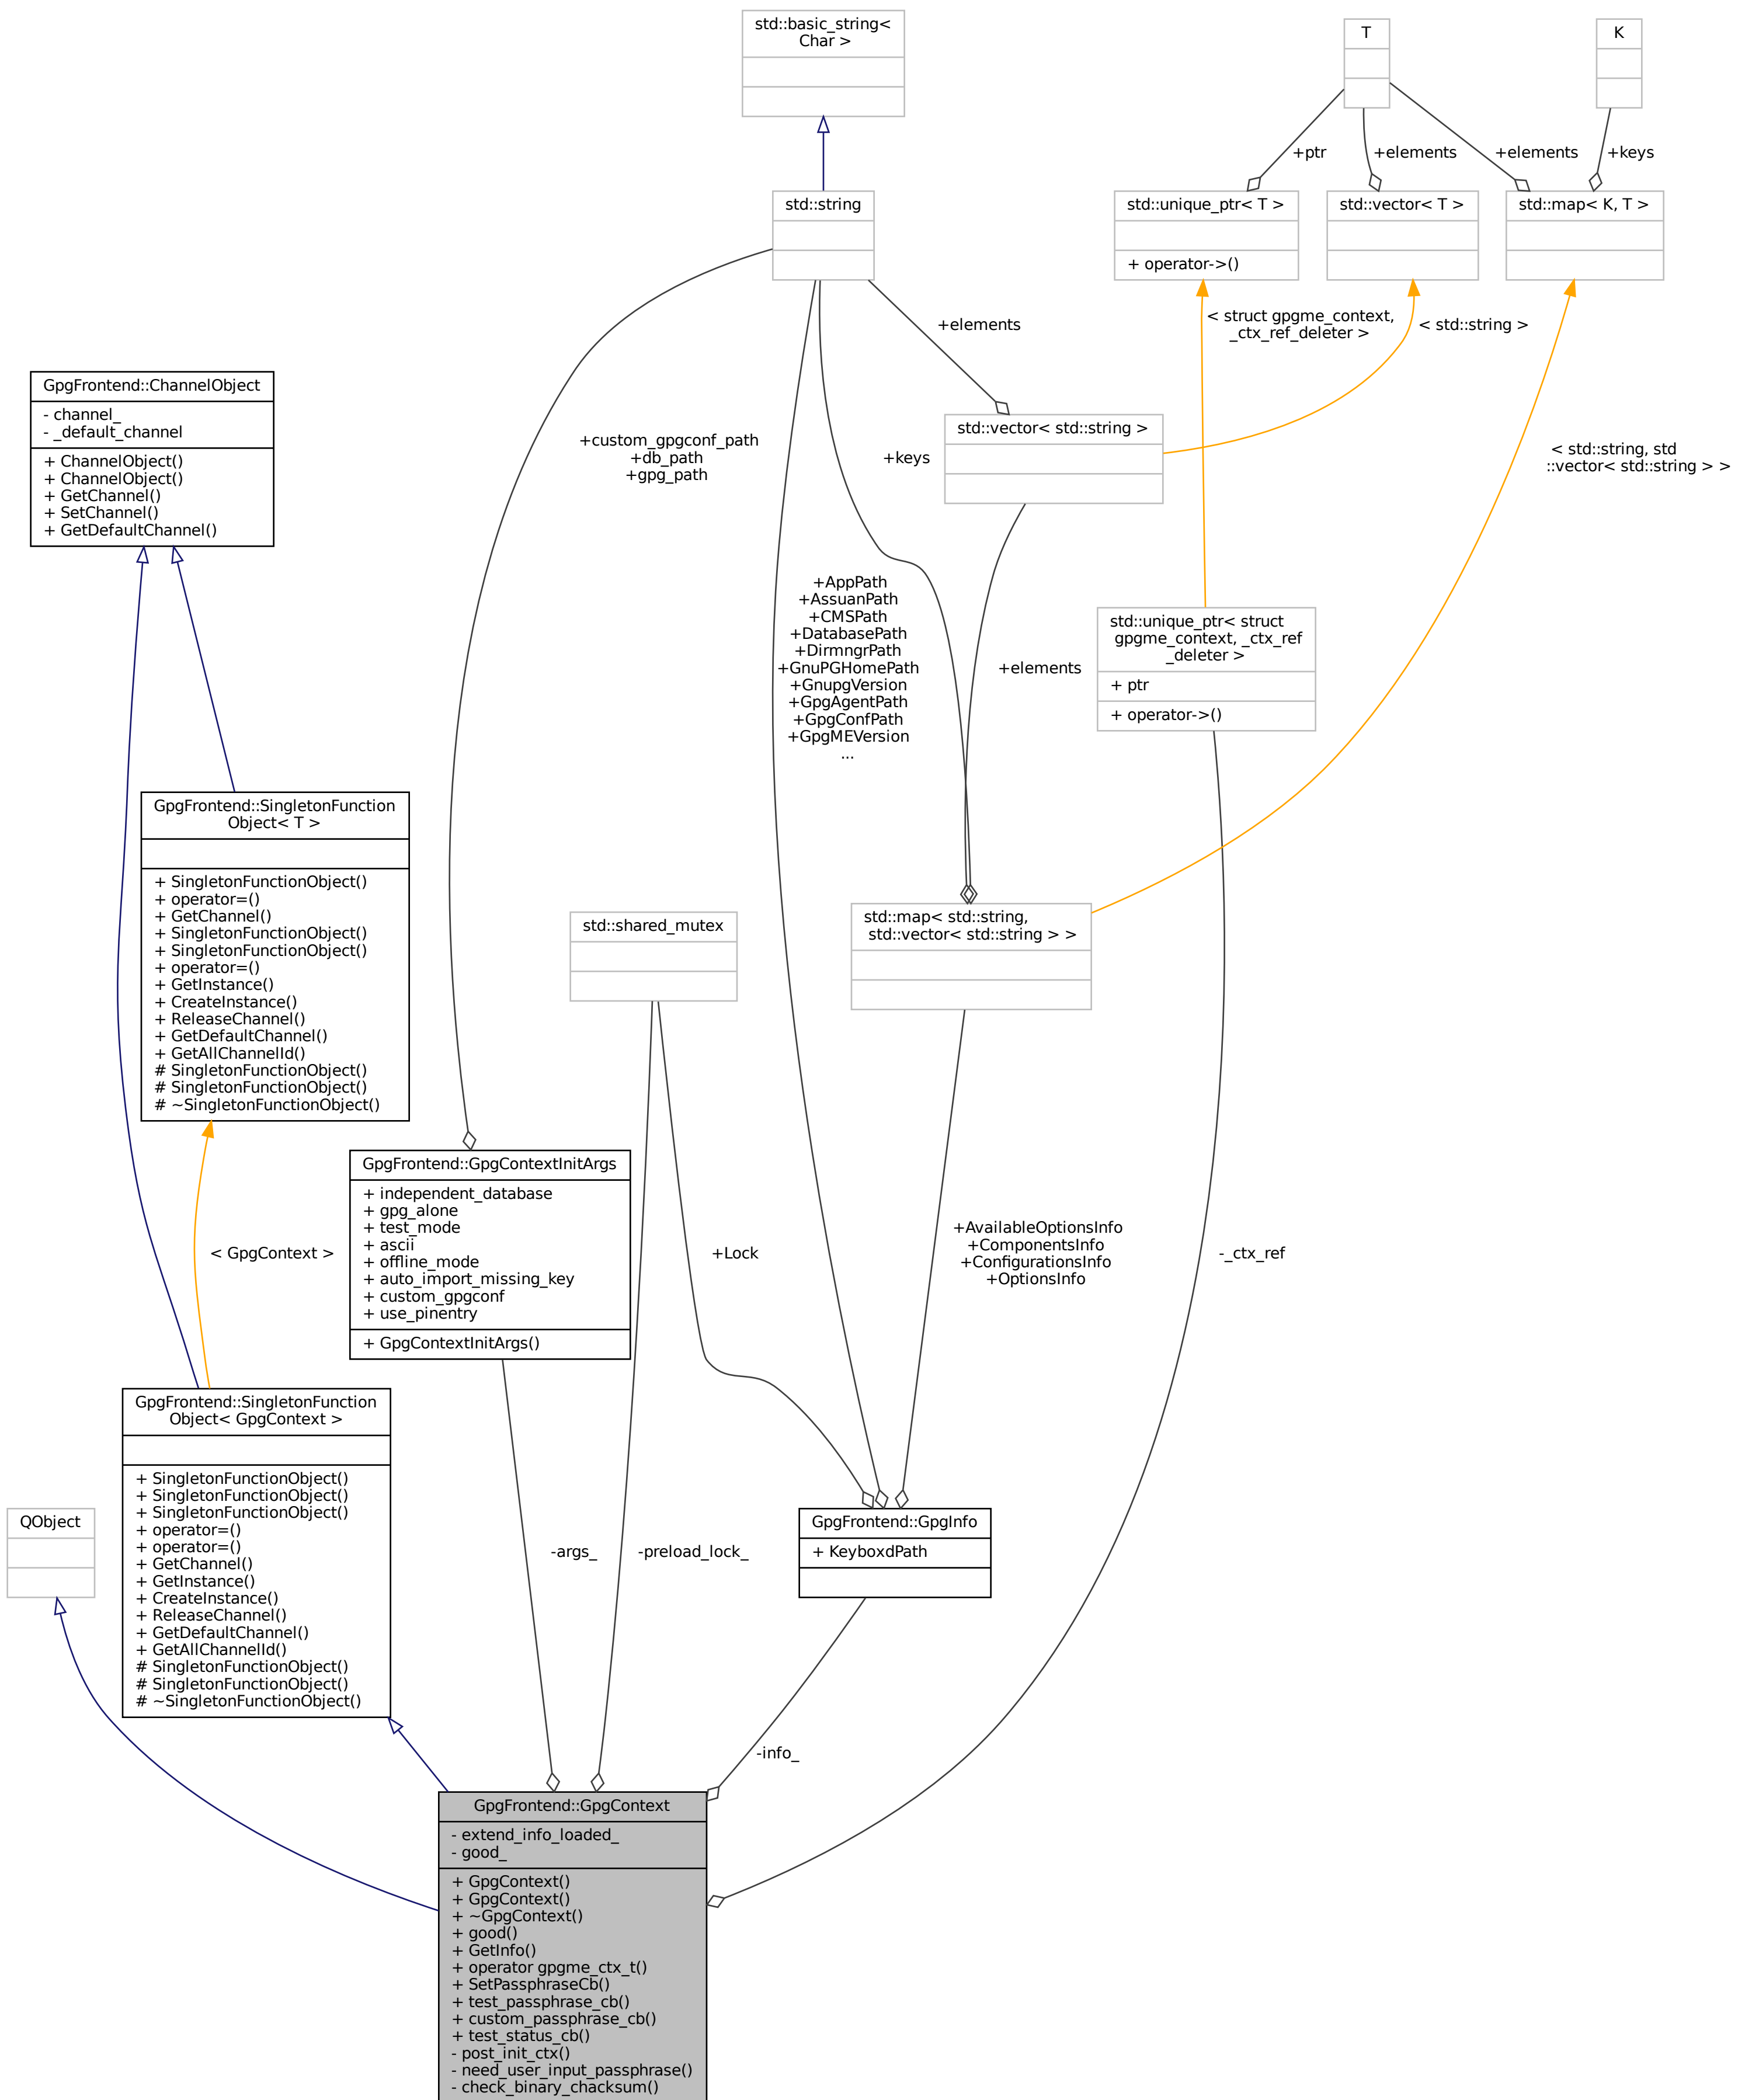 std::basic_string<
Char >
T
K
+ptr
+elements
+elements
+keys
std::string
std::unique_ptr< T >
+ operator->()
std::vector< T >
std::map< K, T >
+elements
< struct gpgme_context,
_ctx_ref_deleter >
< std::string >
GpgFrontend::ChannelObject
- channel_
- _default_channel
+ ChannelObject()
+ ChannelObject()
+ GetChannel()
+ SetChannel()
+ GetDefaultChannel()
+custom_gpgconf_path
+db_path
+gpg_path
+keys
std::vector< std::string >
< std::string, std
::vector< std::string > >
+AppPath
+AssuanPath
+CMSPath
+DatabasePath
+DirmngrPath
+GnuPGHomePath
+GnupgVersion
+GpgAgentPath
+GpgConfPath
+GpgMEVersion
...
+elements
std::unique_ptr< struct
gpgme_context, _ctx_ref
_deleter >
+ ptr
+ operator->()
GpgFrontend::SingletonFunction
Object< T >
+ SingletonFunctionObject()
+ operator=()
+ GetChannel()
+ SingletonFunctionObject()
+ SingletonFunctionObject()
+ operator=()
+ GetInstance()
+ CreateInstance()
+ ReleaseChannel()
+ GetDefaultChannel()
+ GetAllChannelId()
# SingletonFunctionObject()
# SingletonFunctionObject()
# ~SingletonFunctionObject()
std::shared_mutex
std::map< std::string,
std::vector< std::string > >
< GpgContext >
GpgFrontend::GpgContextInitArgs
+ independent_database
+ gpg_alone
+ test_mode
+ ascii
+ offline_mode
+ auto_import_missing_key
+ custom_gpgconf
+ use_pinentry
+ GpgContextInitArgs()
+Lock
+AvailableOptionsInfo
+ComponentsInfo
+ConfigurationsInfo
+OptionsInfo
-_ctx_ref
QObject
GpgFrontend::SingletonFunction
Object< GpgContext >
+ SingletonFunctionObject()
+ SingletonFunctionObject()
+ SingletonFunctionObject()
+ operator=()
+ operator=()
+ GetChannel()
+ GetInstance()
+ CreateInstance()
+ ReleaseChannel()
+ GetDefaultChannel()
+ GetAllChannelId()
# SingletonFunctionObject()
# SingletonFunctionObject()
# ~SingletonFunctionObject()
-args_
-preload_lock_
GpgFrontend::GpgInfo
+ KeyboxdPath
-info_
GpgFrontend::GpgContext
- extend_info_loaded_
- good_
+ GpgContext()
+ GpgContext()
+ ~GpgContext()
+ good()
+ GetInfo()
+ operator gpgme_ctx_t()
+ SetPassphraseCb()
+ test_passphrase_cb()
+ custom_passphrase_cb()
+ test_status_cb()
- post_init_ctx()
- need_user_input_passphrase()
- check_binary_chacksum()